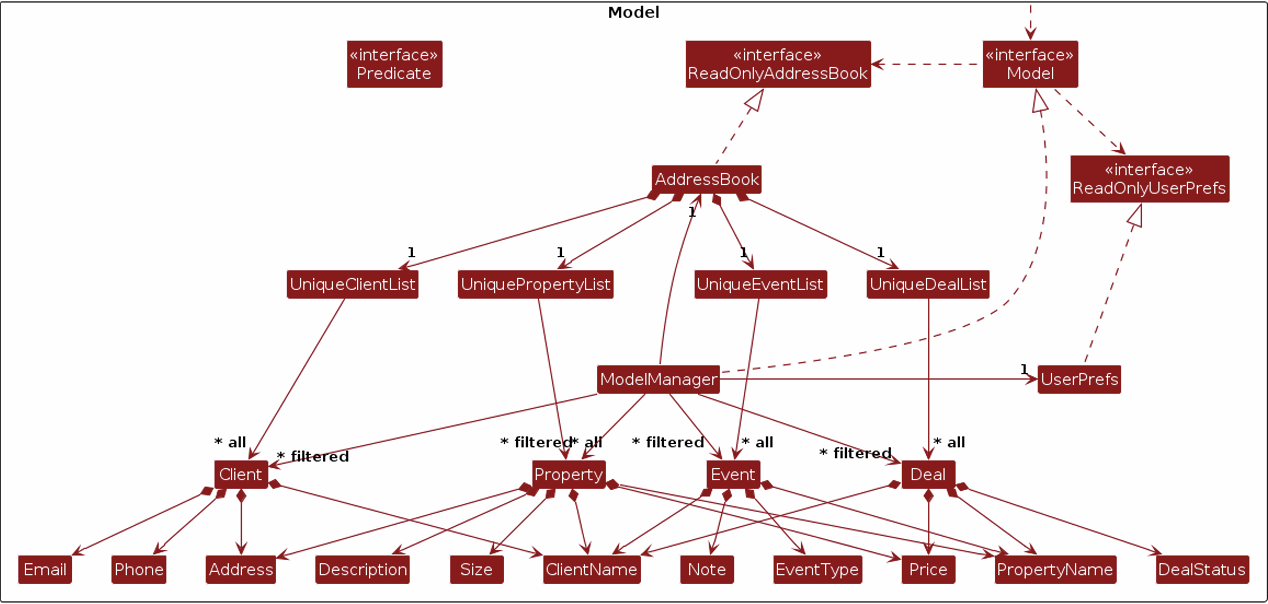 Model
«interface»
Predicate
«interface»
ReadOnlyAddressBook
«interface»
Model
«interface»
ReadOnlyUserPrefs
AddressBook
1
1
1
1
1
UniqueClientList
UniquePropertyList
UniqueEventList
UniqueDealList
ModelManager
1
UserPrefs
* all
* filtered
* filtered
* all
* filtered
* all
* filtered
* all
Client
Property
Event
Deal
Email
Phone
Address
Description
Size
ClientName
Note
EventType
Price
PropertyName
DealStatus